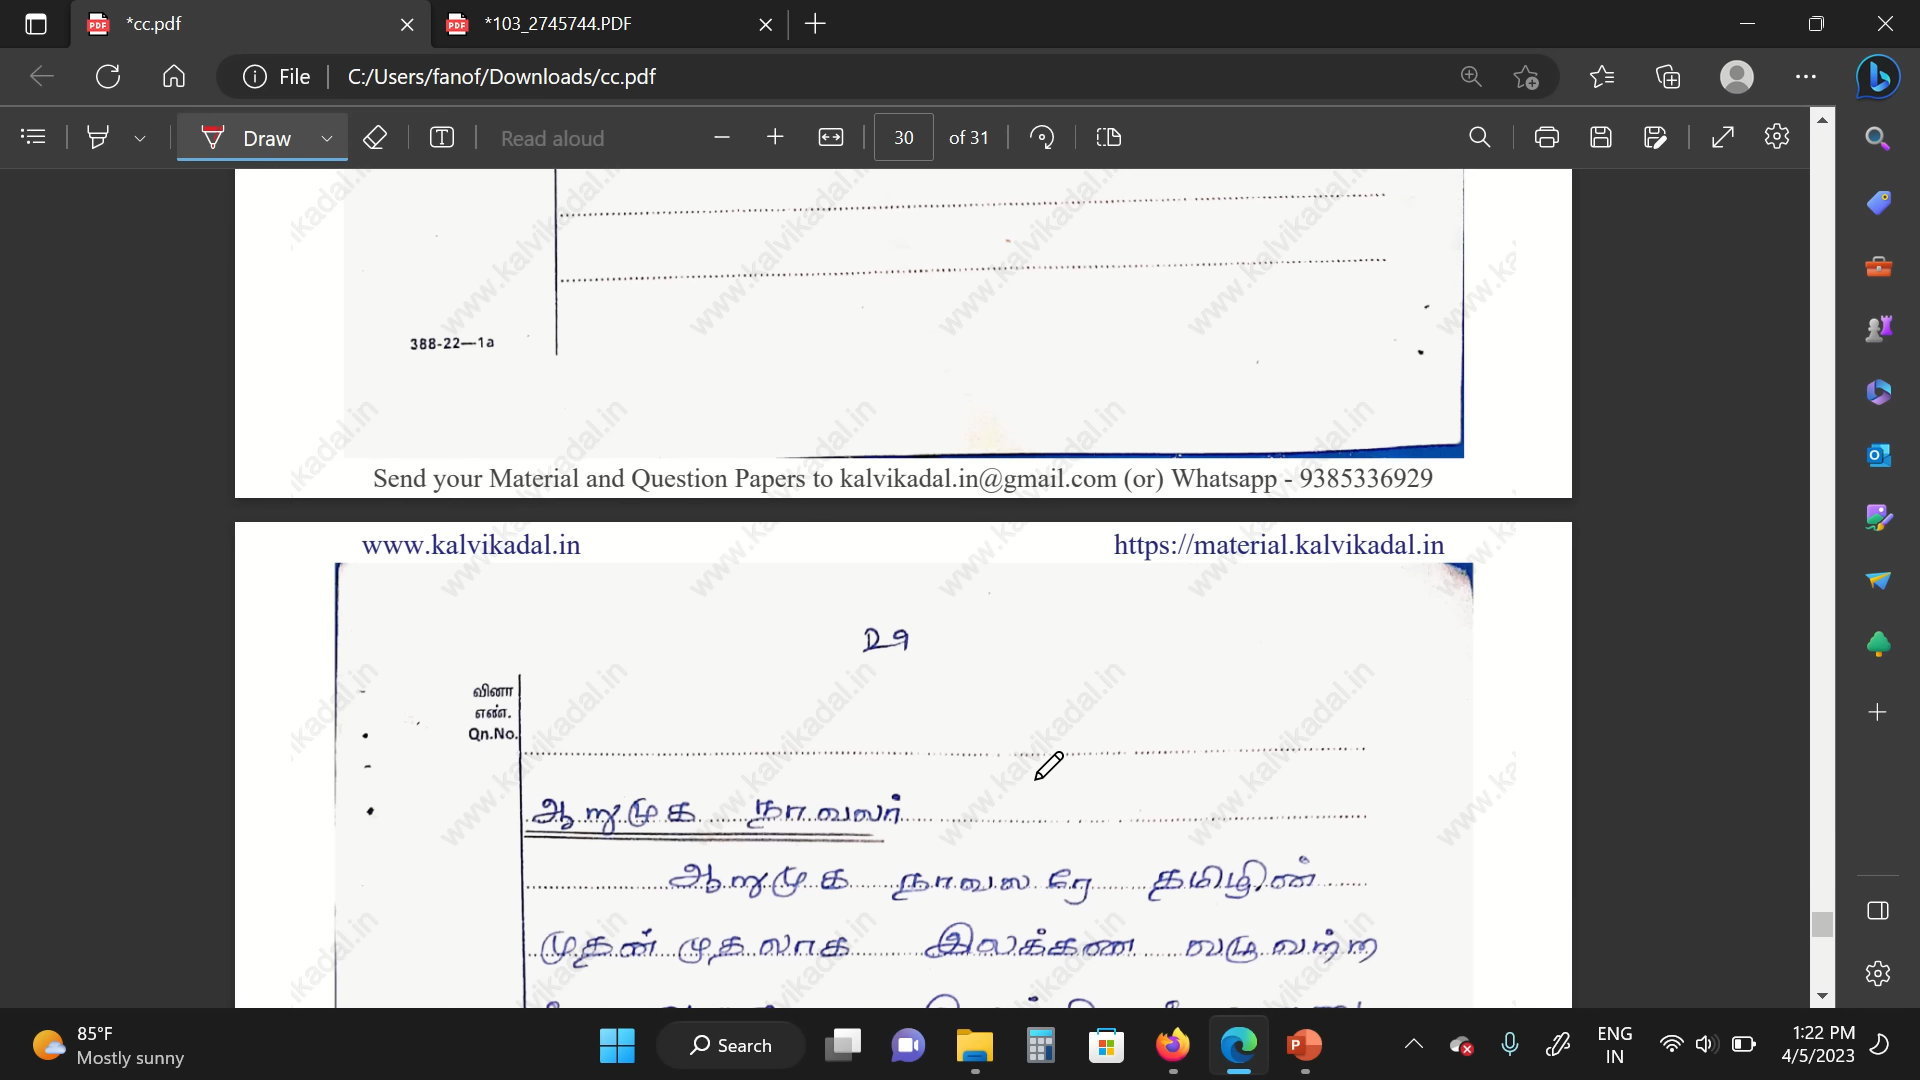 *cc.pdf
*103_2745744.PDF
File
C:/Users/fanof/Downloads/cc.pdf
Draw
Read aloud
30 of 31
388-22—1a
Send your Material and Question Papers to kalvikadal.in@gmail.com (or) Whatsapp - 9385336929
www.kalvikadal.in
https://material.kalvikadal.in
29
வினா
எண்.
Qn.No.
ஆறுமுக நாவலர்
ஆறுமுக நாவலரே தமிழின்
முதன் முதலாக இலக்கண வழுவற்ற
85°F
Mostly sunny
Search
ENG
IN
1:22 PM
4/5/2023